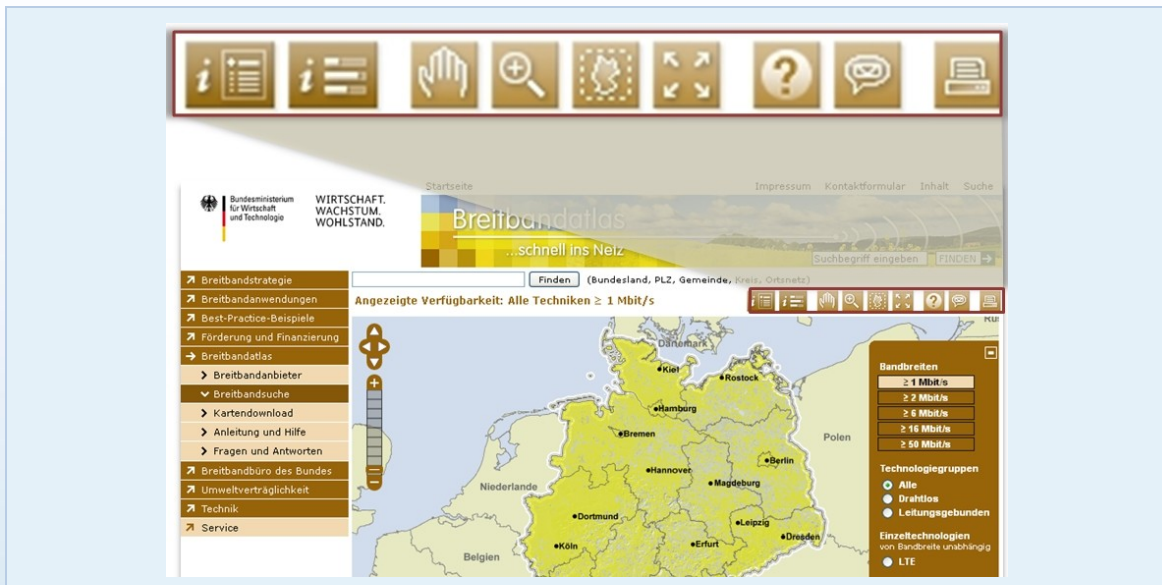 Startseite Impressum Kontaktformular Inhalt Suche
Bundesministerium
für Wirtschaft
und Technologie
WIRTSCHAFT.
WACHSTUM.
WOHLSTAND.
Breitbandatlas
...schnell ins Netz
Suchbegriff eingeben FINDEN
Breitbandstrategie
Breitbandanwendungen
Best-Practice-Beispiele
Förderung und Finanzierung
Breitbandatlas
Breitbandanbieter
Breitbandsuche
Kartendownload
Anleitung und Hilfe
Fragen und Antworten
Breitbandbüro des Bundes
Umweltverträglichkeit
Technik
Service
Finden (Bundesland, PLZ, Gemeinde, Kreis, Ortsnetz)
Angezeigte Verfügbarkeit: Alle Techniken ≥ 1 Mbit/s
Dänemark
Kiel
Rostock
Hamburg
Bremen
Polen
Berlin
Hannover
Magdeburg
Niederlande
Dortmund
Leipzig
Köln
Erfurt
Dresden
Belgien
Bandbreiten
≥ 1 Mbit/s
≥ 2 Mbit/s
≥ 6 Mbit/s
≥ 16 Mbit/s
≥ 50 Mbit/s
Technologiegruppen
Alle
Drahtlos
Leitungsgebunden
Einzeltechnologien
von Bandbreite unabhängig
LTE